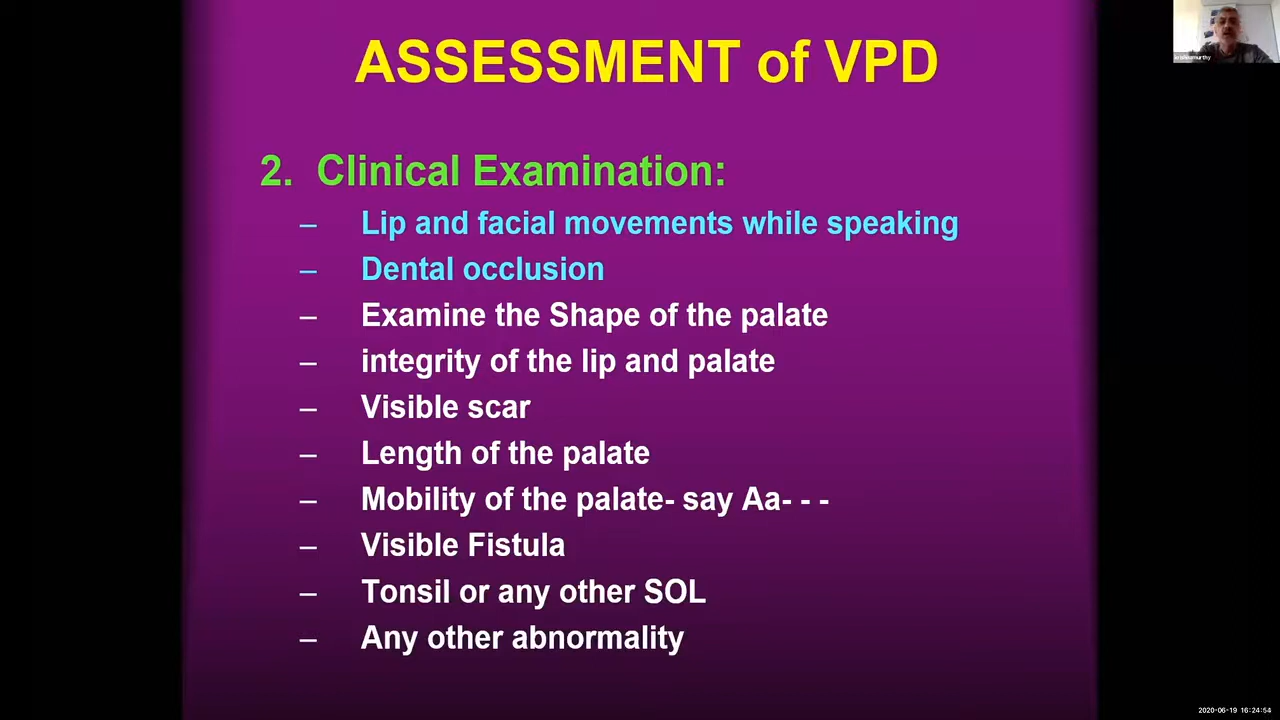 ASSESSMENT of VPD
2. Clinical Examination:
– Lip and facial movements while speaking
– Dental occlusion
– Examine the Shape of the palate
– integrity of the lip and palate
– Visible scar
– Length of the palate
– Mobility of the palate- say Aa- - -
– Visible Fistula
– Tonsil or any other SOL
– Any other abnormality
2020-06-19 16:24:54